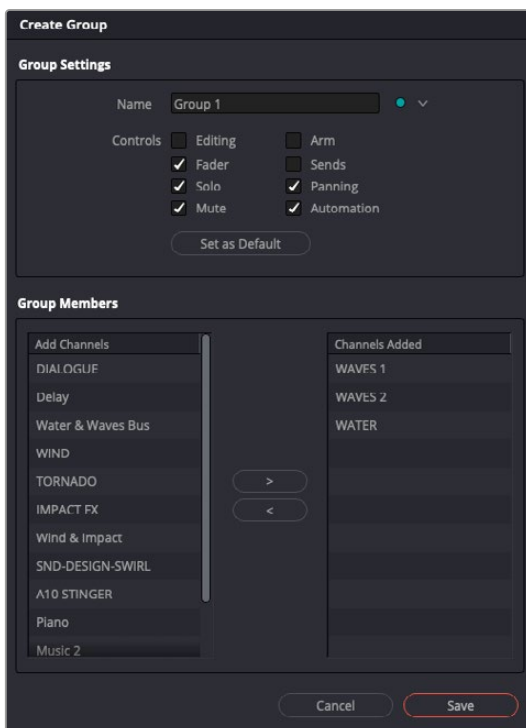 Create Group
Group Settings
Name Group 1
Controls Editing Arm
Fader Sends
Solo Panning
Mute Automation
Set as Default
Group Members
Add Channels
DIALOGUE
Delay
Water & Waves Bus
WIND
TORNADO
IMPACT FX
Wind & Impact
SND-DESIGN-SWIRL
A10 STINGER
Piano
Music 2
>
<
Channels Added
WAVES 1
WAVES 2
WATER
Cancel Save